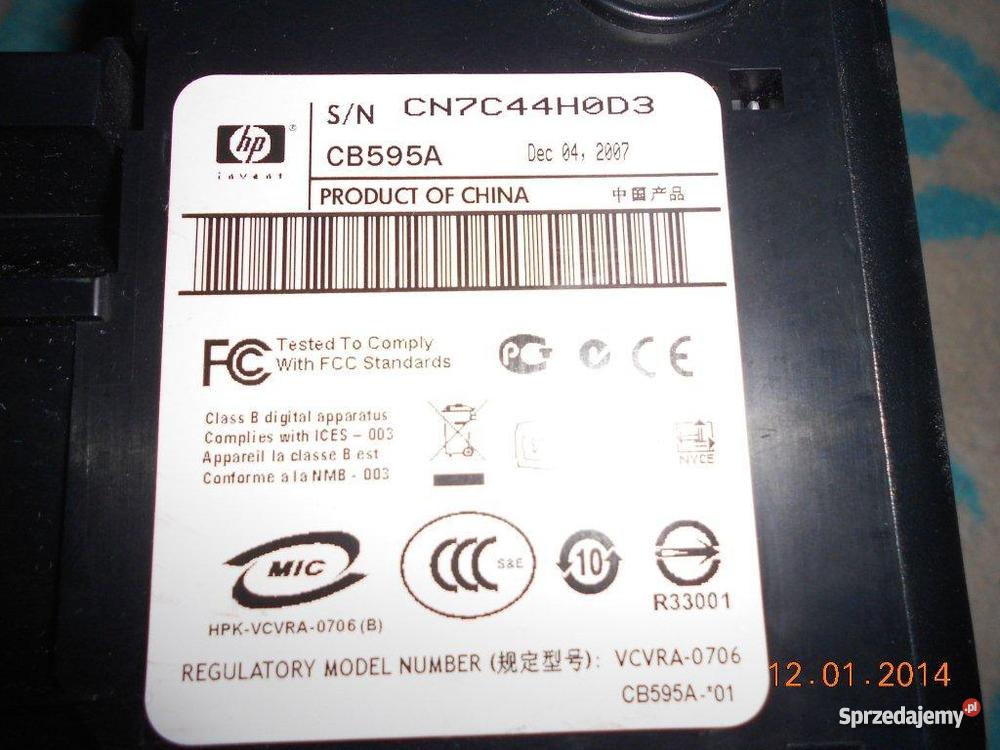 S/N CN7C44H0D3
hp
invent
CB595A Dec 04, 2007
PRODUCT OF CHINA 中国产品
FC Tested To Comply
With FCC Standards
PCT CE
Class B digital apparatus
Complies with ICES – 003
Appareil la classe B est
Conforme a la NMB - 003
NYCE
MIC
CCC S&E
10
R33001
HPK-VCVRA-0706 (B)
REGULATORY MODEL NUMBER (规定型号): VCVRA-0706
CB595A-*01
12.01.2014
Sprzedajemy.pl